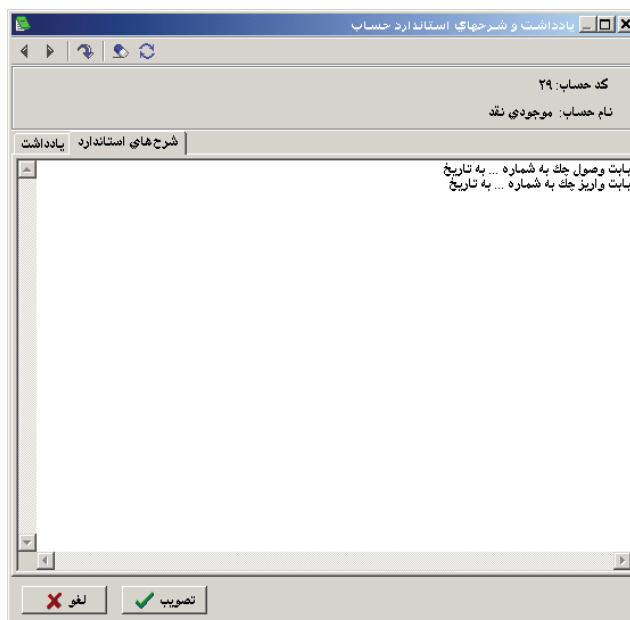 يادداشت و شرحهاي استاندارد حساب
كد حساب: ۲۹
نام حساب: موجودي نقد
شرح‌هاي استاندارد
يادداشت
بابت وصول چك به شماره ... به تاريخ
بابت واريز چك به شماره ... به تاريخ
تصويب
لغو